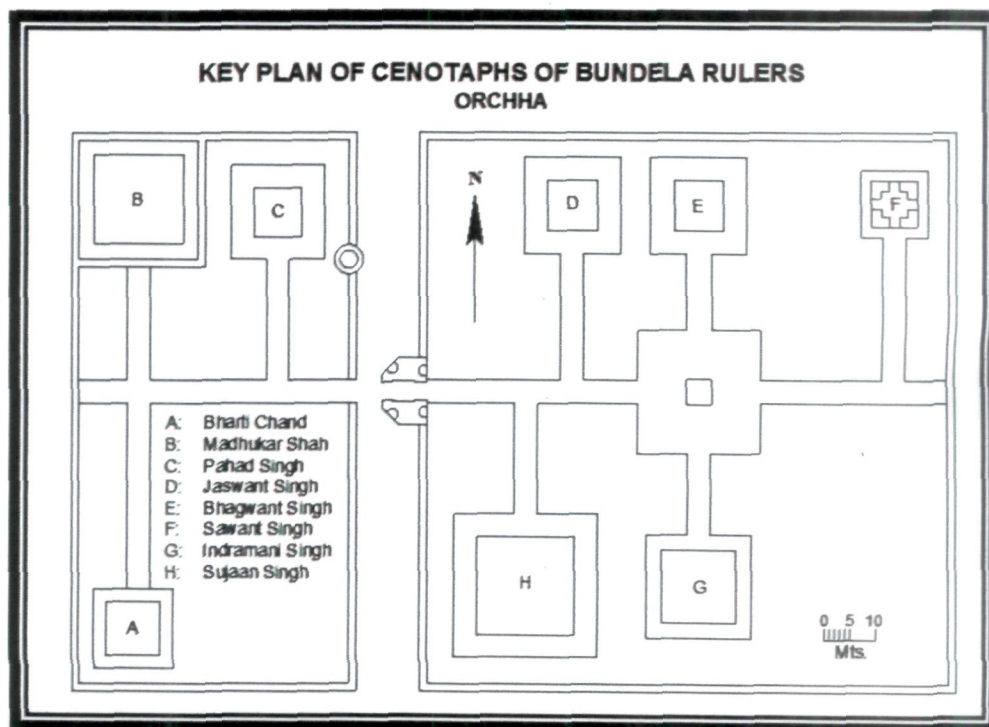 KEY PLAN OF CENOTAPHS OF BUNDELA RULERS
ORCHHA
N
B
C
D
E
F
A: Bharti Chand
B: Madhukar Shah
C: Pahad Singh
D: Jaswant Singh
E: Bhagwant Singh
F: Sawant Singh
G: Indramani Singh
H: Sujaan Singh
A
H
G
0 5 10
Mts.